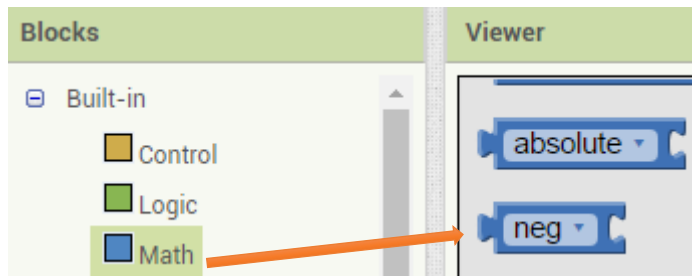 Blocks
Built-in
Control
Logic
Math
Viewer
absolute
neg